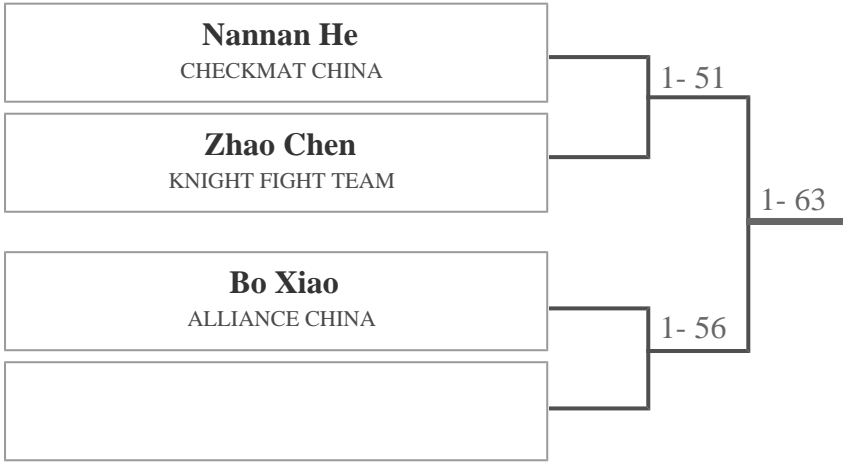 Nannan He
CHECKMAT CHINA
1- 51
Zhao Chen
KNIGHT FIGHT TEAM
1- 63
Bo Xiao
ALLIANCE CHINA
1- 56